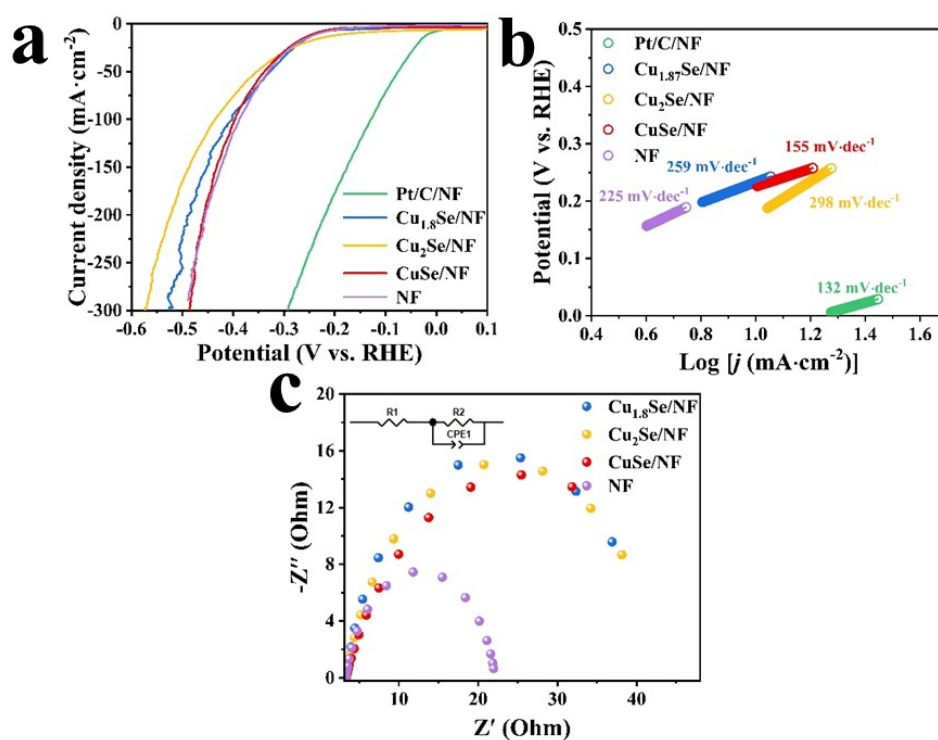 a
0
-50
-100
-150
-200
-250
-300
Current density (mA·cm⁻²)
-0.6
-0.5
-0.4
-0.3
-0.2
-0.1
0.0
0.1
Potential (V vs. RHE)
Pt/C/NF
Cu₁.₈Se/NF
Cu₂Se/NF
CuSe/NF
NF
b
0.5
0.4
0.3
0.2
0.1
0.0
Potential (V vs. RHE)
0.4
0.6
0.8
1.0
1.2
1.4
1.6
Log [j (mA·cm⁻²)]
Pt/C/NF
Cu₁.₈₇Se/NF
Cu₂Se/NF
CuSe/NF
NF
155 mV·dec⁻¹
259 mV·dec⁻¹
225 mV·dec⁻¹
298 mV·dec⁻¹
132 mV·dec⁻¹
c
20
16
12
8
4
0
-Z'' (Ohm)
10
20
30
40
Z' (Ohm)
R1
R2
CPE1
Cu₁.₈Se/NF
Cu₂Se/NF
CuSe/NF
NF